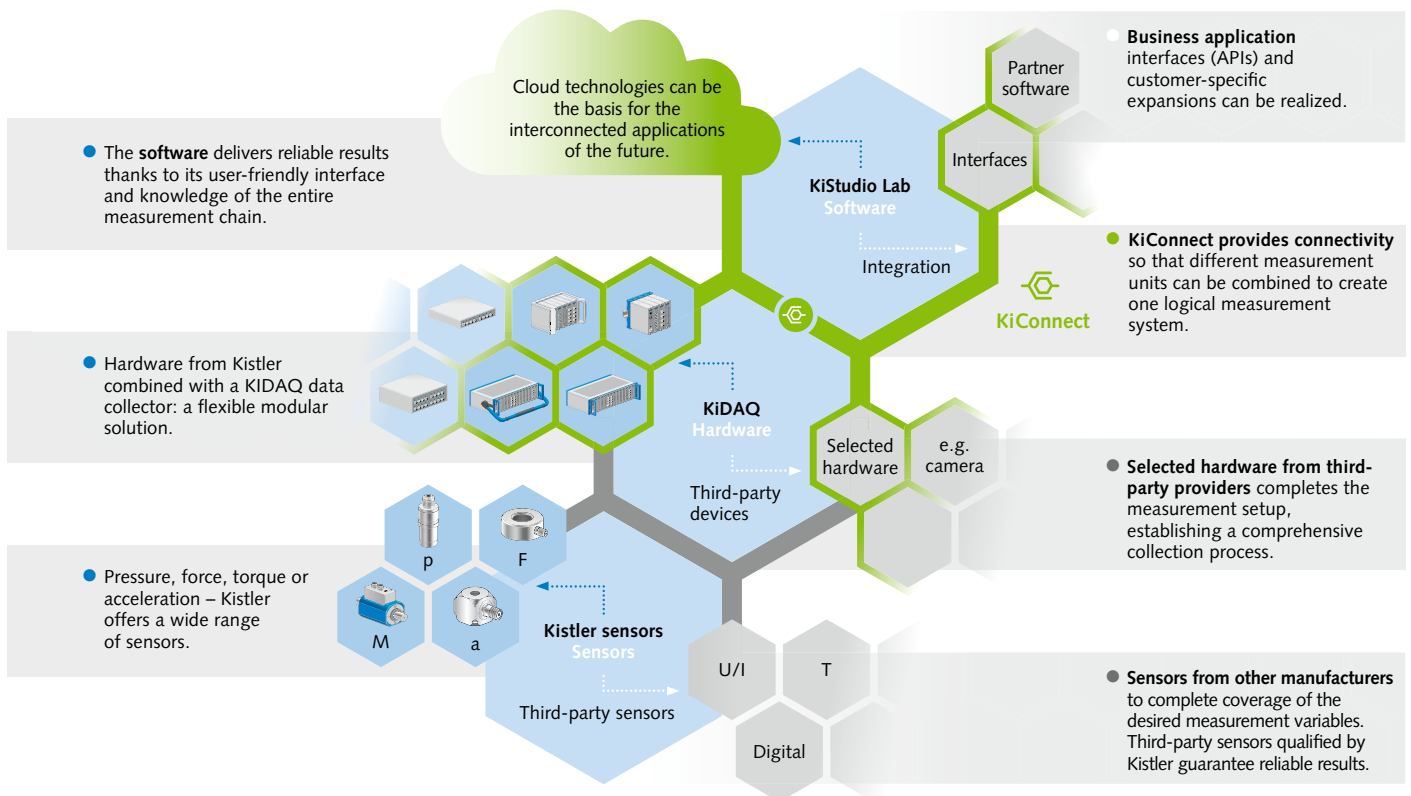 Cloud technologies can be
the basis for the
interconnected applications
of the future.
Partner
software
Interfaces
Business application
interfaces (APIs) and
customer-specific
expansions can be realized.
The software delivers reliable results
thanks to its user-friendly interface
and knowledge of the entire
measurement chain.
KiStudio Lab
Software
Integration
KiConnect
KiConnect provides connectivity
so that different measurement
units can be combined to create
one logical measurement
system.
Hardware from Kistler
combined with a KIDAQ data
collector: a flexible modular
solution.
KiDAQ
Hardware
Third-party
devices
Selected
hardware
e.g.
camera
Selected hardware from third-
party providers completes the
measurement setup,
establishing a comprehensive
collection process.
Pressure, force, torque or
acceleration – Kistler
offers a wide range
of sensors.
p
F
M
a
Kistler sensors
Sensors
Third-party sensors
U/I
T
Digital
Sensors from other manufacturers
to complete coverage of the
desired measurement variables.
Third-party sensors qualified by
Kistler guarantee reliable results.